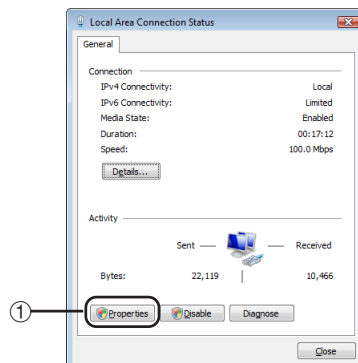 Local Area Connection Status
General
Connection
IPv4 Connectivity: Local
IPv6 Connectivity: Limited
Media State: Enabled
Duration: 00:17:12
Speed: 100.0 Mbps
Details...
Activity
Sent Received
Bytes: 22,119 10,466
① Properties Disable Diagnose
Close